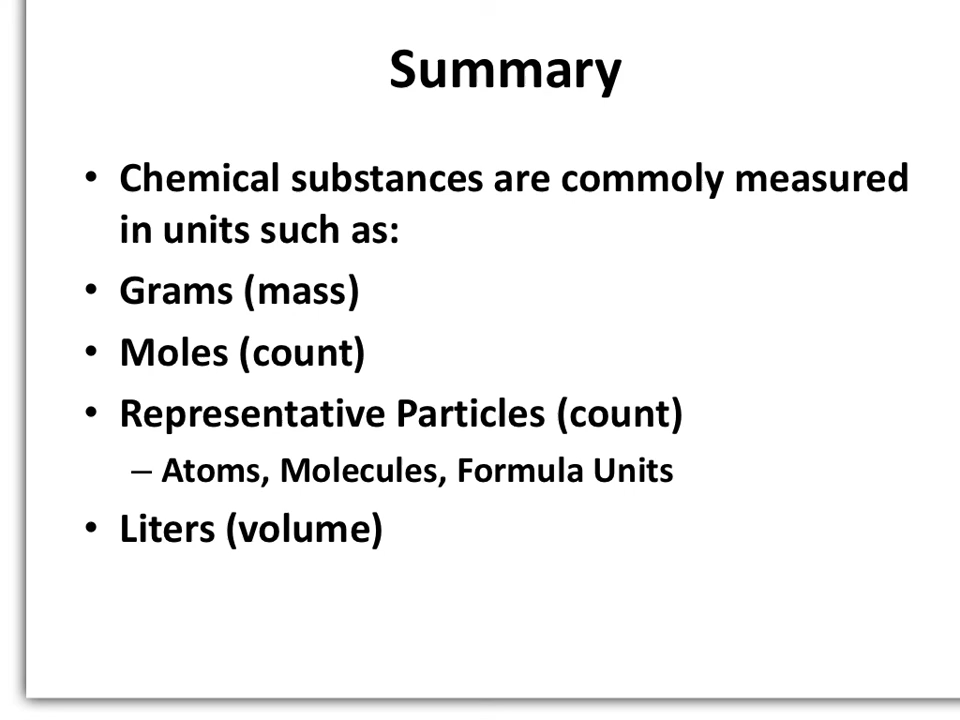 Summary
• Chemical substances are commoly measured
in units such as:
• Grams (mass)
• Moles (count)
• Representative Particles (count)
– Atoms, Molecules, Formula Units
• Liters (volume)